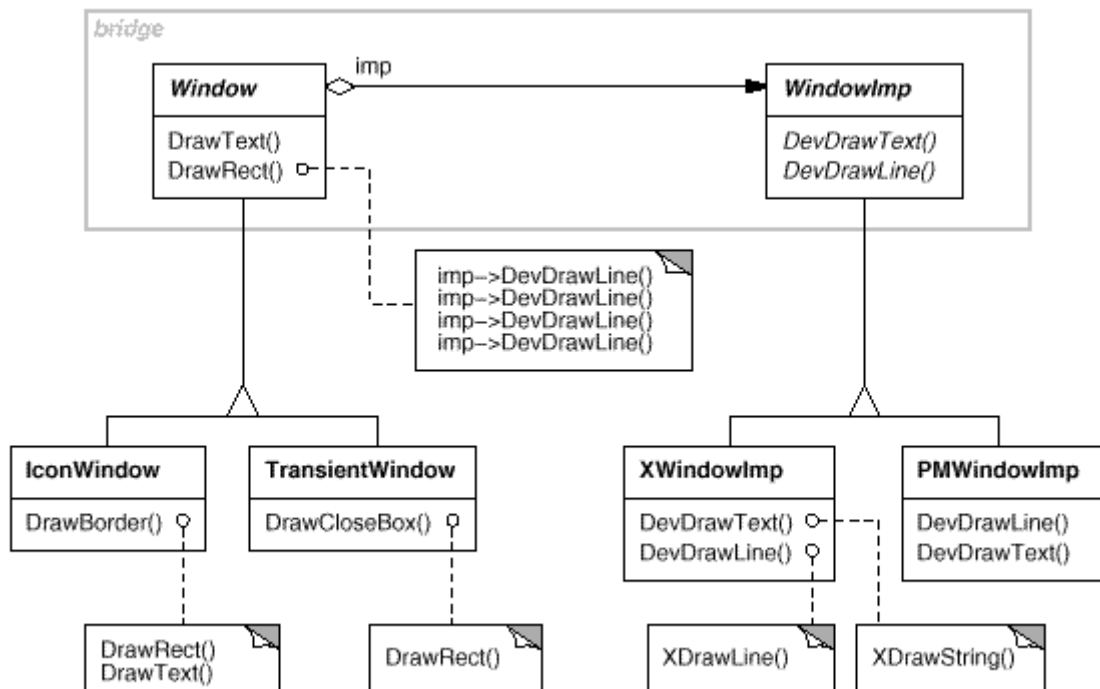 bridge
imp
Window
DrawText()
DrawRect()
WindowImp
DevDrawText()
DevDrawLine()
imp->DevDrawLine()
imp->DevDrawLine()
imp->DevDrawLine()
imp->DevDrawLine()
IconWindow
DrawBorder()
TransientWindow
DrawCloseBox()
XWindowImp
DevDrawText()
DevDrawLine()
PMWindowImp
DevDrawLine()
DevDrawText()
DrawRect()
DrawText()
DrawRect()
XDrawLine()
XDrawString()